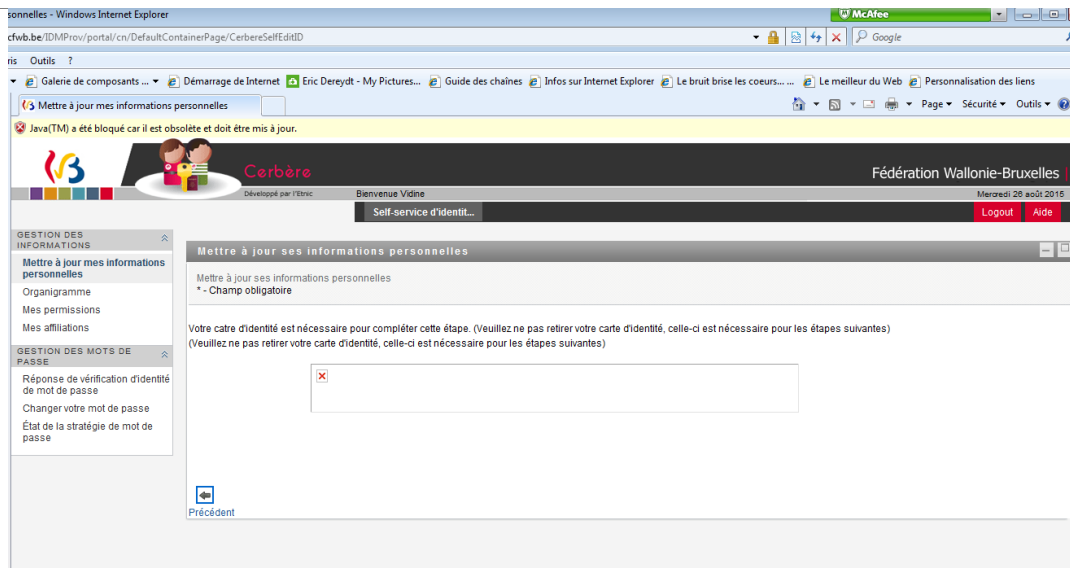 sonnelles - Windows Internet Explorer
McAfee
cfwb.be/IDMProv/portal/cn/DefaultContainerPage/CerbereSelfEditID
Google
ris Outils ?
Galerie de composants ... Démarrage de Internet Eric Dereydt - My Pictures... Guide des chaînes Infos sur Internet Explorer Le bruit brise les coeurs... ... Le meilleur du Web Personnalisation des liens
Mettre à jour mes informations personnelles
Page Sécurité Outils
Java(TM) a été bloqué car il est obsolète et doit être mis à jour.
Cerbère
Fédération Wallonie-Bruxelles
Développé par l'Etnic
Bienvenue Vidine
Mercredi 26 août 2015
Self-service d'identit...
Logout Aide
GESTION DES
INFORMATIONS
Mettre à jour mes informations
personnelles
Organigramme
Mes permissions
Mes affiliations
GESTION DES MOTS DE
PASSE
Réponse de vérification d'identité
de mot de passe
Changer votre mot de passe
État de la stratégie de mot de
passe
Mettre à jour ses informations personnelles
Mettre à jour ses informations personnelles
* - Champ obligatoire
Votre catre d'identité est nécessaire pour compléter cette étape. (Veuillez ne pas retirer votre carte d'identité, celle-ci est nécessaire pour les étapes suivantes)
(Veuillez ne pas retirer votre carte d'identité, celle-ci est nécessaire pour les étapes suivantes)
Précédent